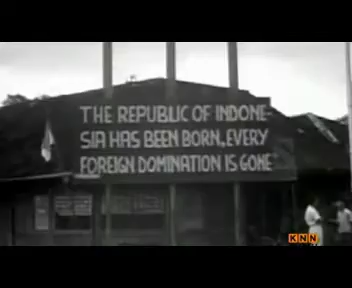 THE REPUBLIC OF INDONE-
SIA HAS BEEN BORN, EVERY
FOREIGN DOMINATION IS GONE
KNN